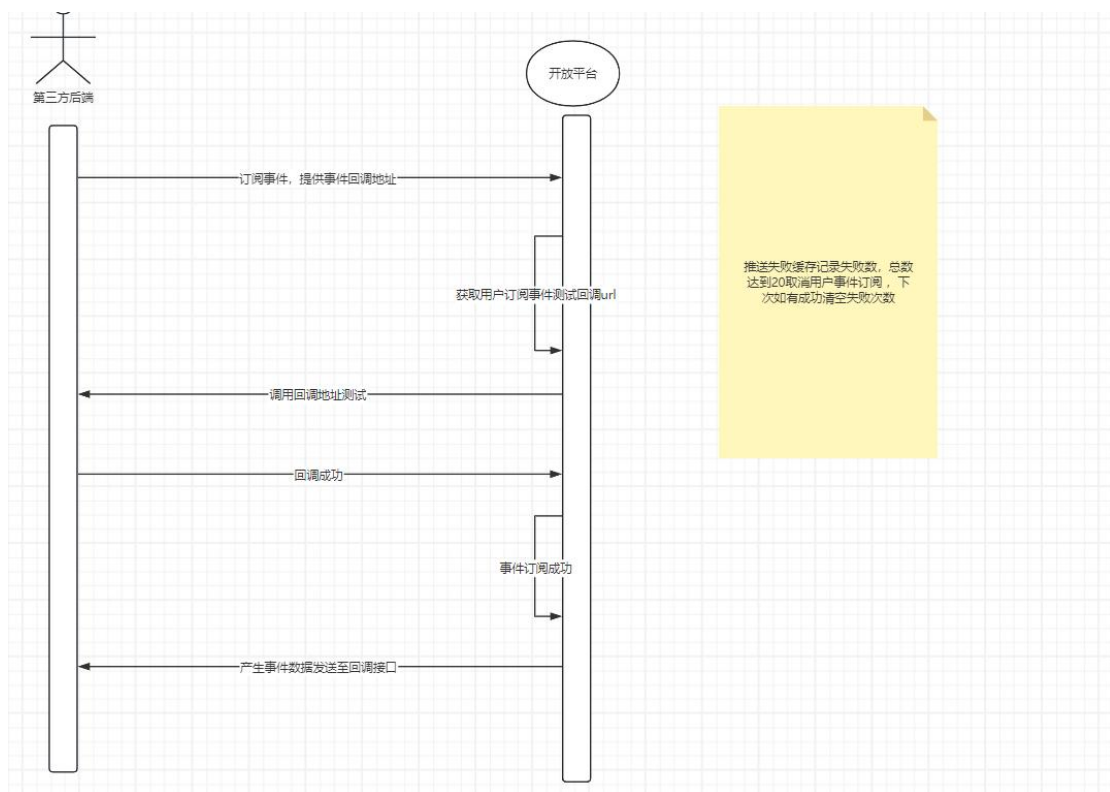 第三方后端
开放平台
订阅事件，提供事件回调地址
获取用户订阅事件测试回调url
调用回调地址测试
回调成功
事件订阅成功
产生事件数据发送至回调接口
推送失败缓存记录失败数，总数
达到20取消用户事件订阅 ，下
次如有成功清空失败次数